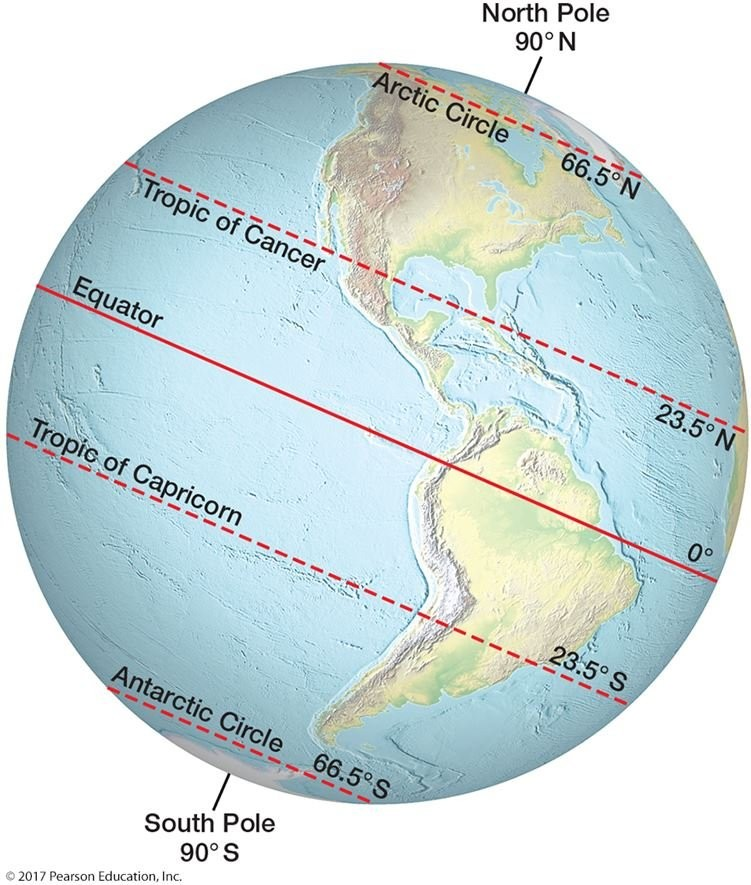 North Pole
90° N
Arctic Circle
66.5° N
Tropic of Cancer
23.5° N
Equator
0°
Tropic of Capricorn
23.5° S
Antarctic Circle
66.5° S
South Pole
90° S
© 2017 Pearson Education, Inc.